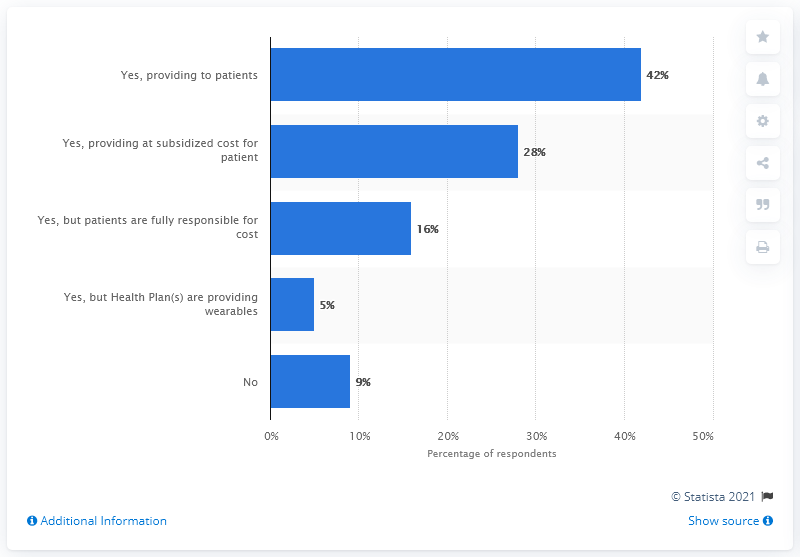 Yes, providing to patients
42%
Yes, providing at subsidized cost for
patient
28%
Yes, but patients are fully responsible for
cost
16%
Yes, but Health Plan(s) are providing
wearables
5%
No
9%
0% 10% 20% 30% 40% 50%
Percentage of respondents
© Statista 2021
Additional Information
Show source